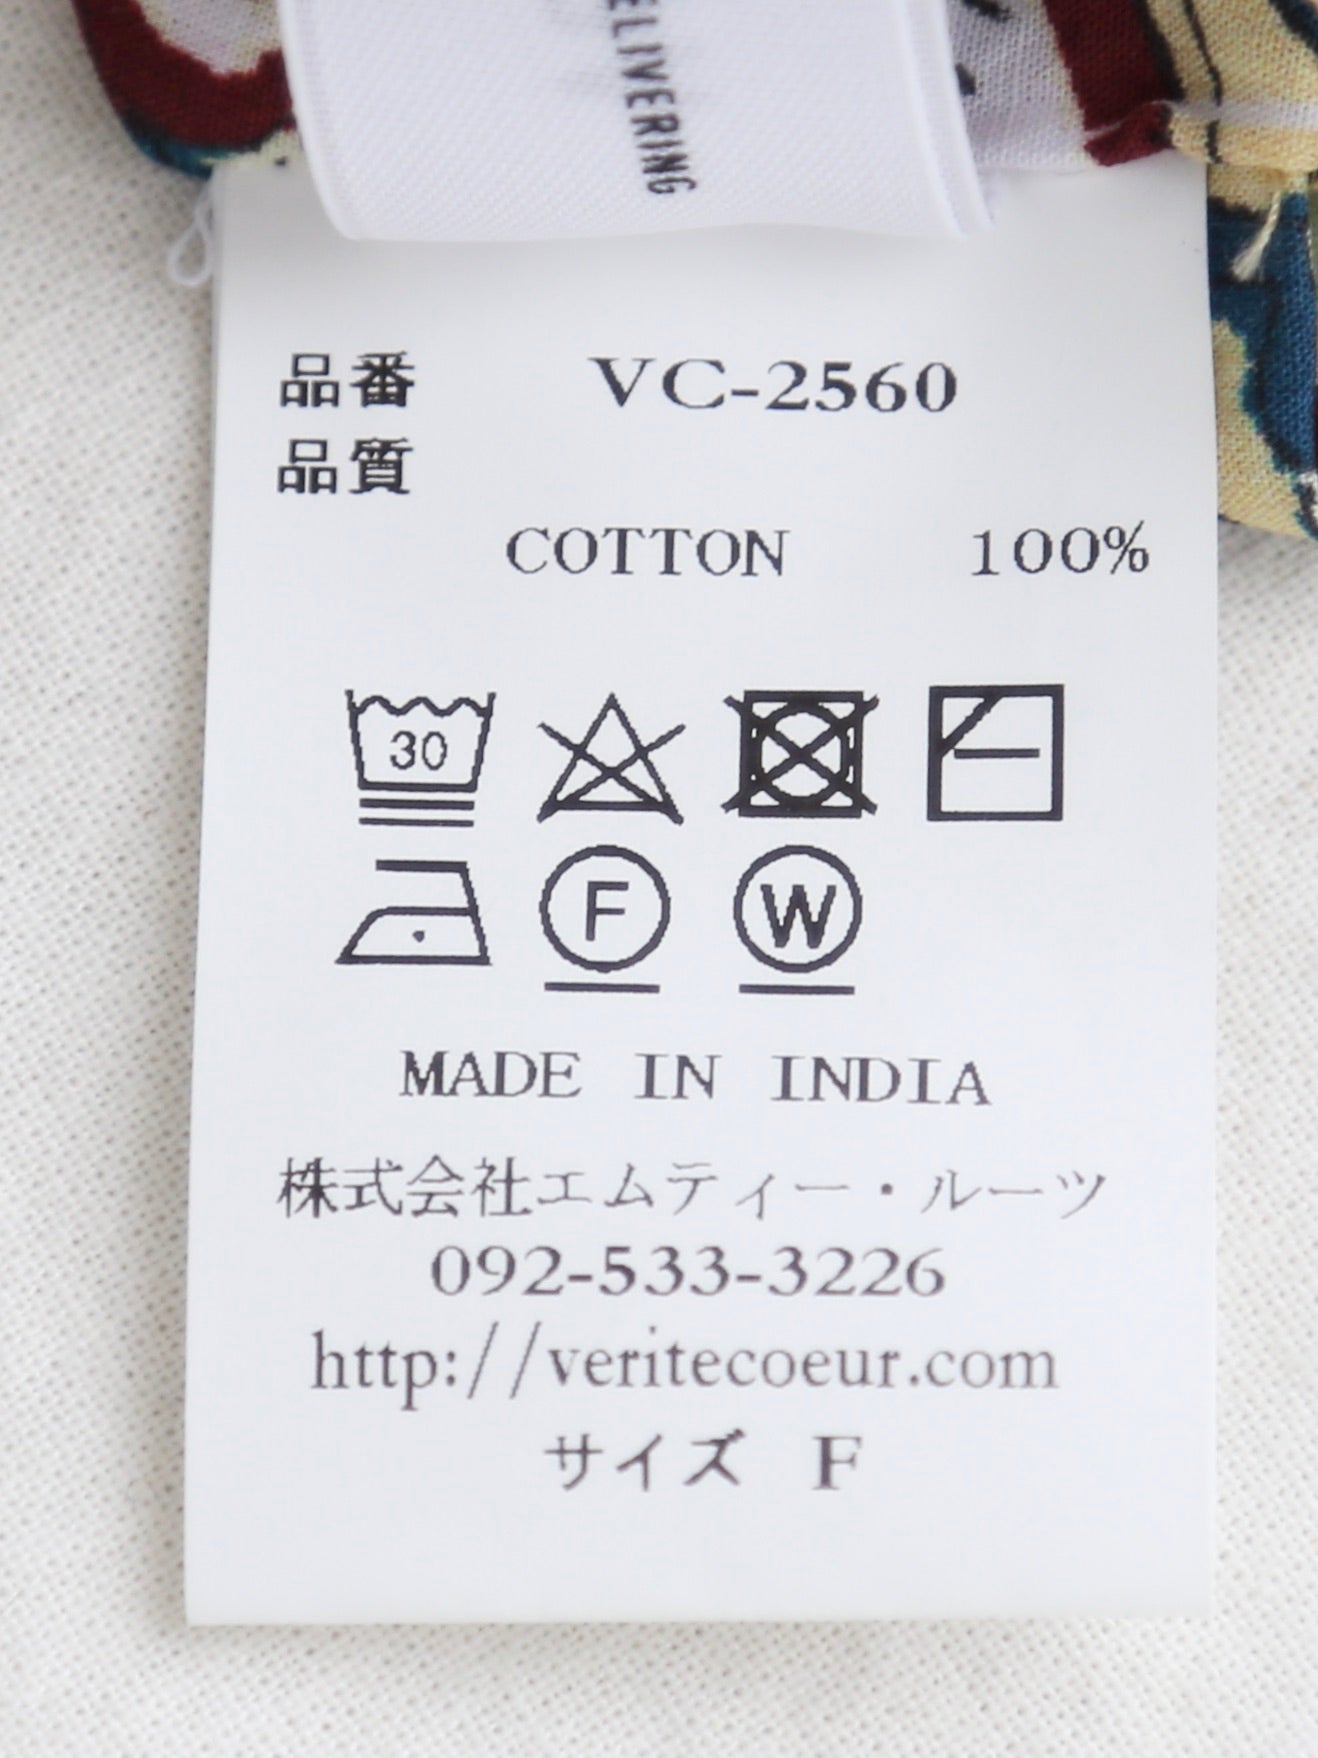 ELIVERING
品番 VC-2560
品質
COTTON 100%
30
F W
MADE IN INDIA
株式会社エムティー・ルーツ
092-533-3226
http://veritecoeur.com
サイズ F